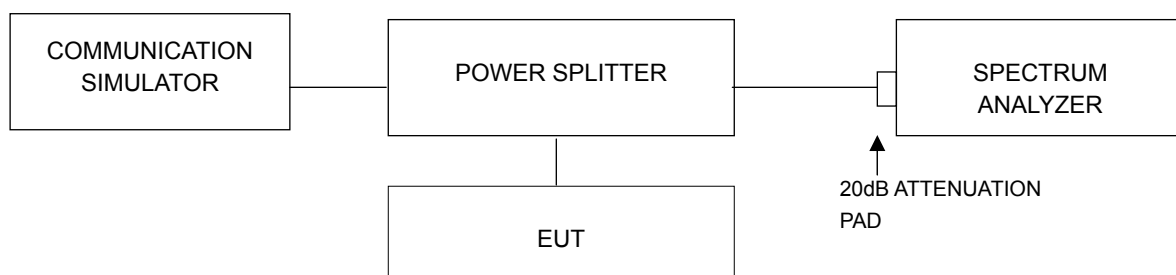 COMMUNICATION
SIMULATOR
POWER SPLITTER
SPECTRUM
ANALYZER
20dB ATTENUATION
PAD
EUT